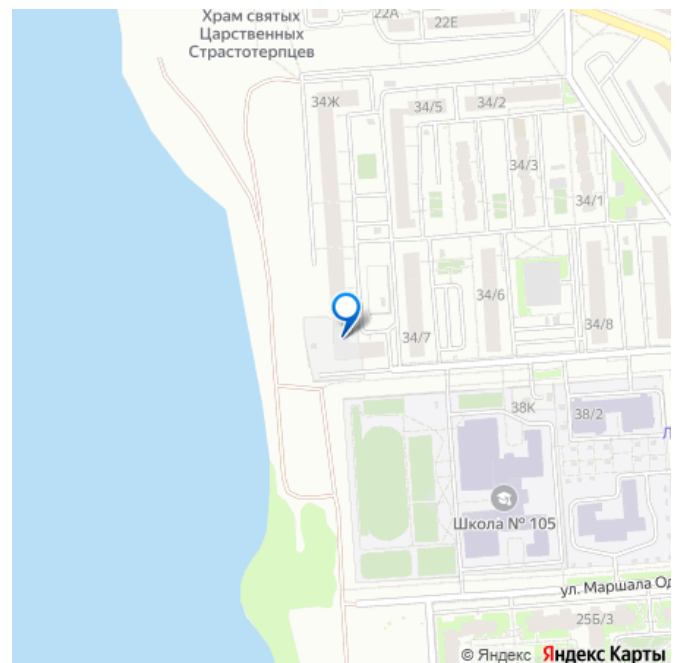 Храм святых
Царственных
Страстотерпцев
22А
22Е
34Ж
34/5
34/2
34/3
34/1
34/6
34/7
34/8
38К
38/2
Л
Школа № 105
ул. Маршала Од
25Б/3
© Яндекс Яндекс Карты